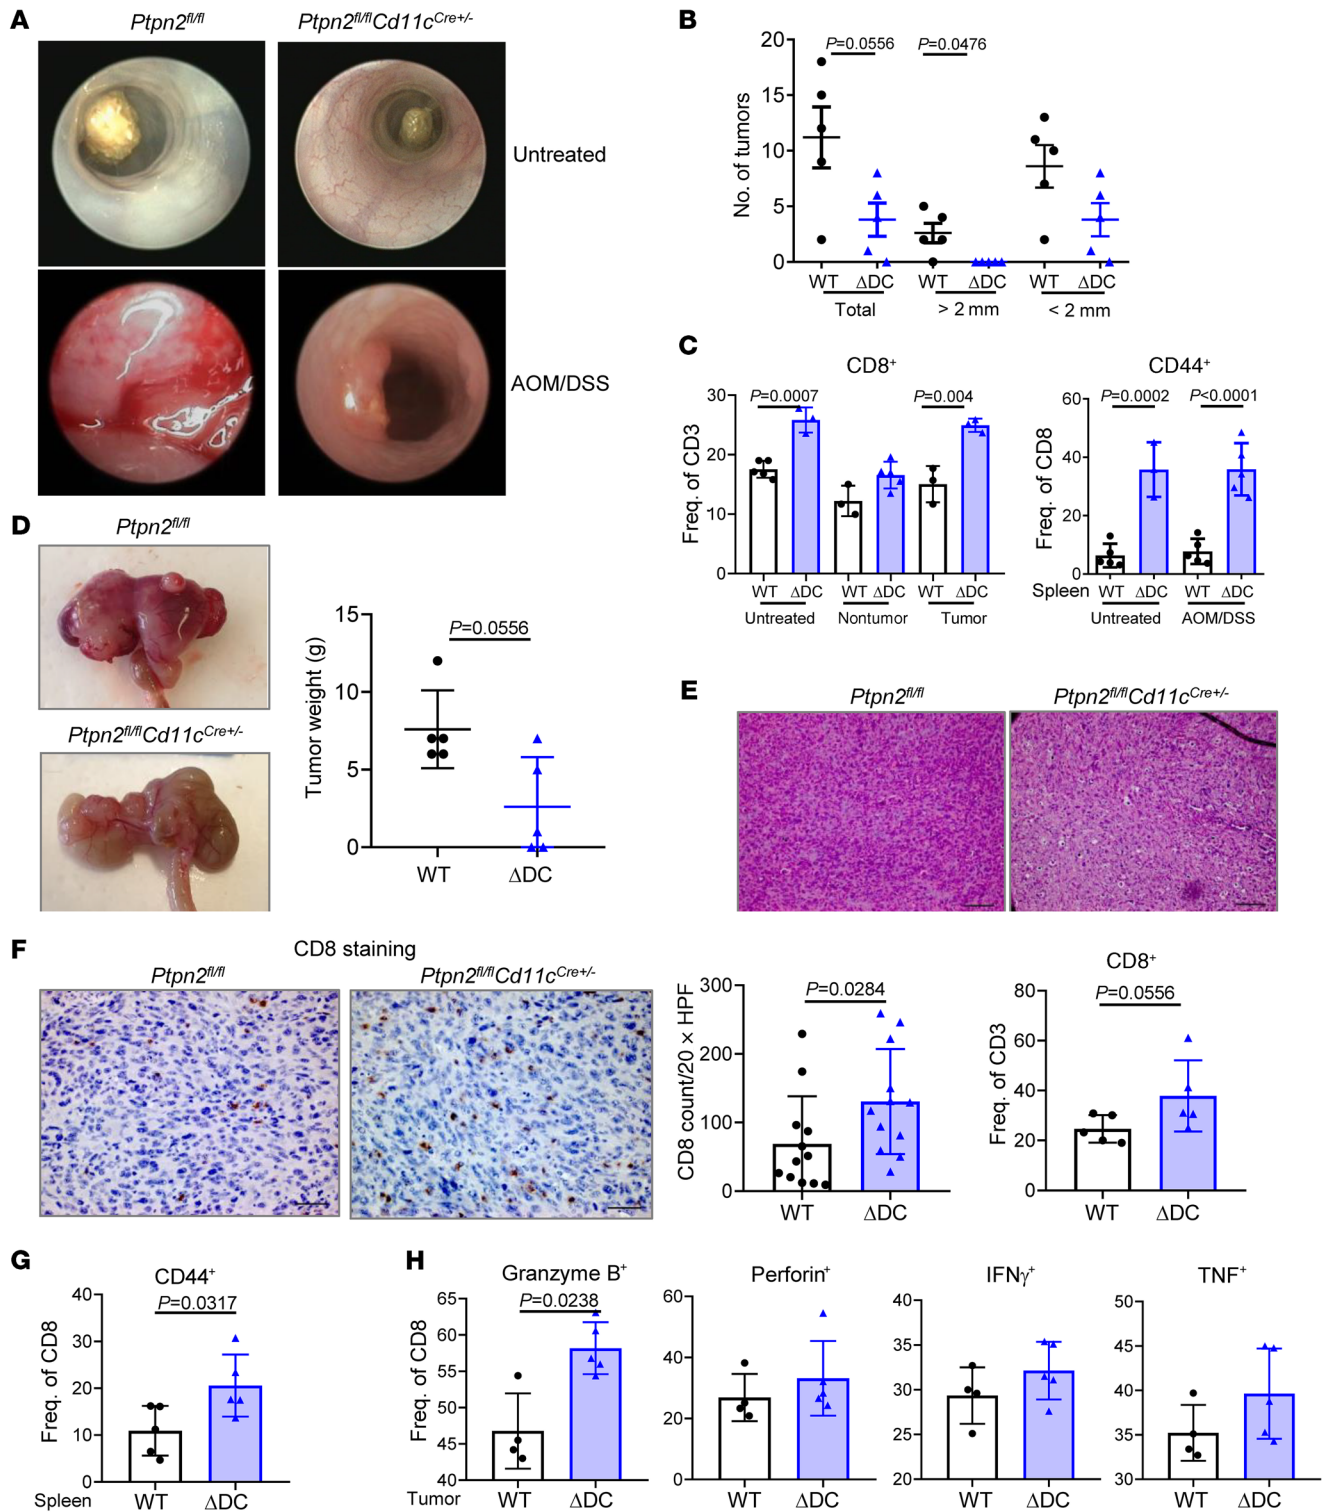 A
Ptpn2fl/fl
Ptpn2fl/flCd11cCre+/-
Untreated
AOM/DSS
B
No. of tumors
20
15
10
5
0
P=0.0556
P=0.0476
WT
ΔDC
WT
ΔDC
WT
ΔDC
Total
> 2 mm
< 2 mm
C
CD8+
Freq. of CD3
30
20
10
0
P=0.0007
P=0.004
WT
ΔDC
WT
ΔDC
WT
ΔDC
Untreated
Nontumor
Tumor
CD44+
Freq. of CD8
60
40
20
0
P=0.0002
P<0.0001
Spleen
WT
ΔDC
WT
ΔDC
Untreated
AOM/DSS
D
Ptpn2fl/fl
Ptpn2fl/flCd11cCre+/-
Tumor weight (g)
15
10
5
0
P=0.0556
WT
ΔDC
E
Ptpn2fl/fl
Ptpn2fl/flCd11cCre+/-
F
CD8 staining
Ptpn2fl/fl
Ptpn2fl/flCd11cCre+/-
CD8 count/20 × HPF
300
200
100
0
P=0.0284
WT
ΔDC
CD8+
Freq. of CD3
80
60
40
20
0
P=0.0556
WT
ΔDC
G
CD44+
Freq. of CD8
40
30
20
10
0
P=0.0317
Spleen
WT
ΔDC
H
Granzyme B+
Freq. of CD8
65
60
55
50
45
40
P=0.0238
Tumor
WT
ΔDC
Perforin+
60
40
20
0
WT
ΔDC
IFNγ+
40
35
30
25
20
WT
ΔDC
TNF+
50
45
40
35
30
WT
ΔDC